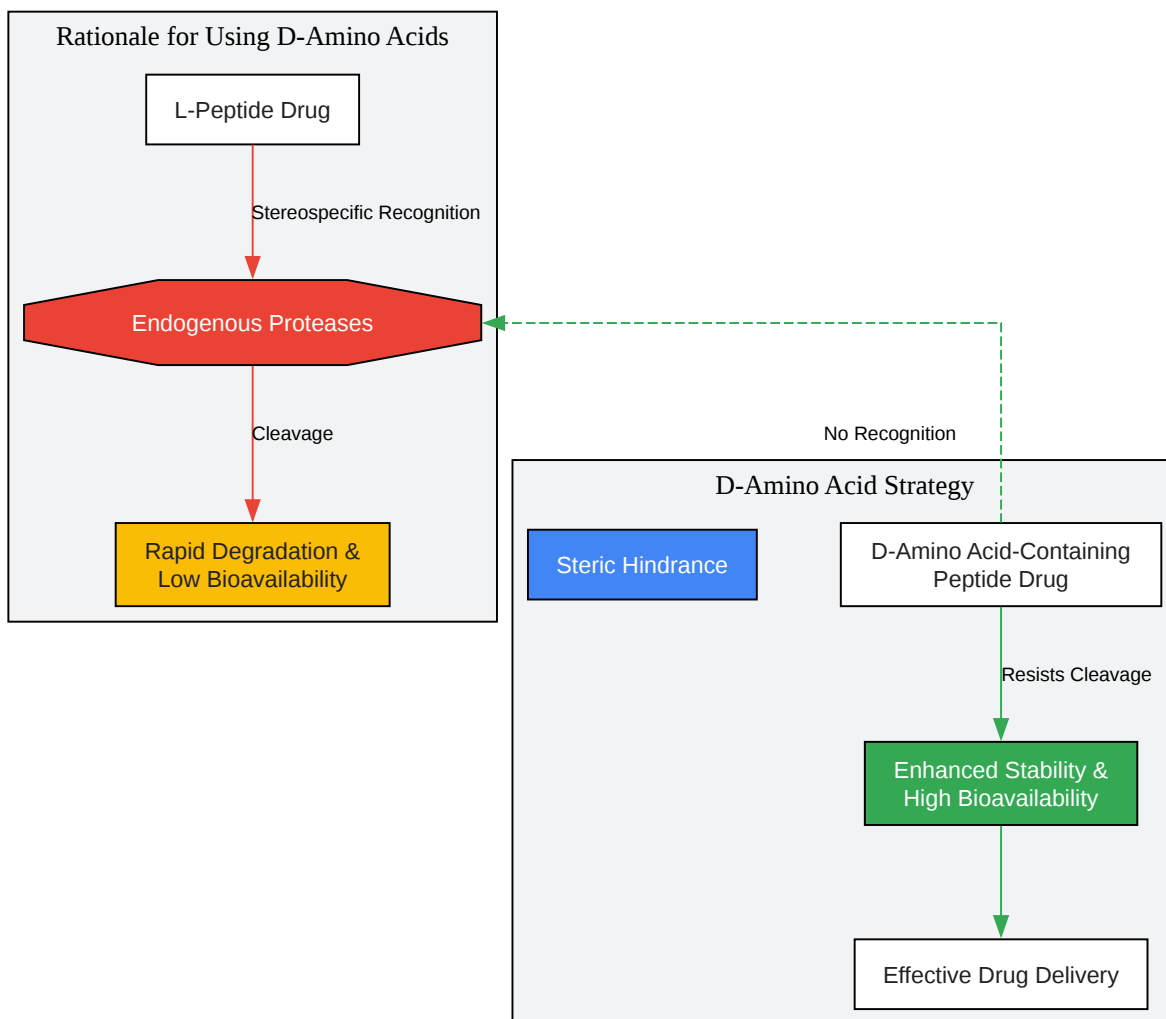 Rationale for Using D-Amino Acids
L-Peptide Drug
Stereospecific Recognition
Endogenous Proteases
Cleavage
Rapid Degradation &
Low Bioavailability
No Recognition
D-Amino Acid Strategy
Steric Hindrance
D-Amino Acid-Containing
Peptide Drug
Resists Cleavage
Enhanced Stability &
High Bioavailability
Effective Drug Delivery